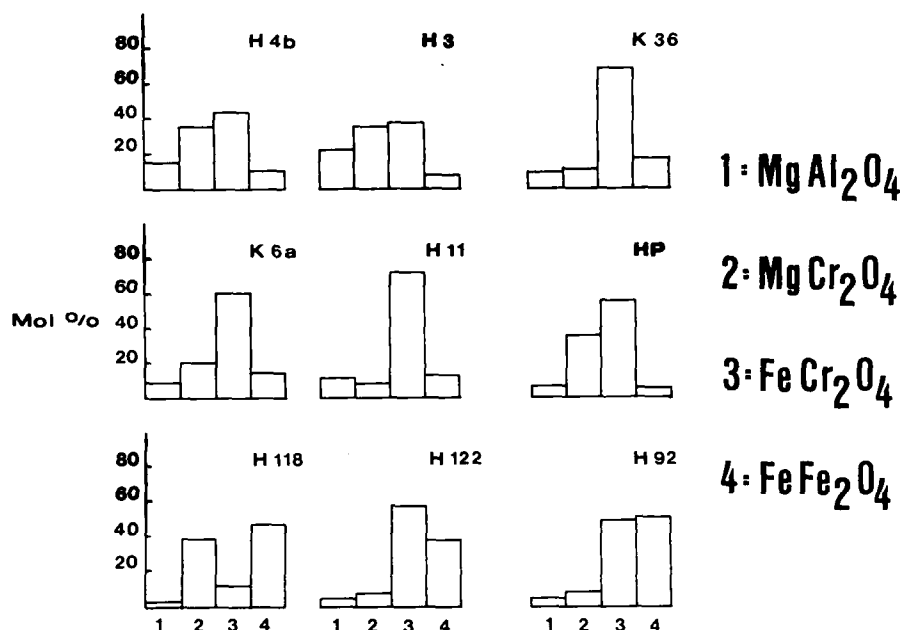 H 4b
H 3
K 36
80
60
40
20
K 6a
H 11
HP
80
60
40
20
Mol %
H 118
H 122
H 92
80
60
40
20
1 2 3 4
1 2 3 4
1 2 3 4
1: MgAl₂O₄
2: MgCr₂O₄
3: FeCr₂O₄
4: FeFe₂O₄